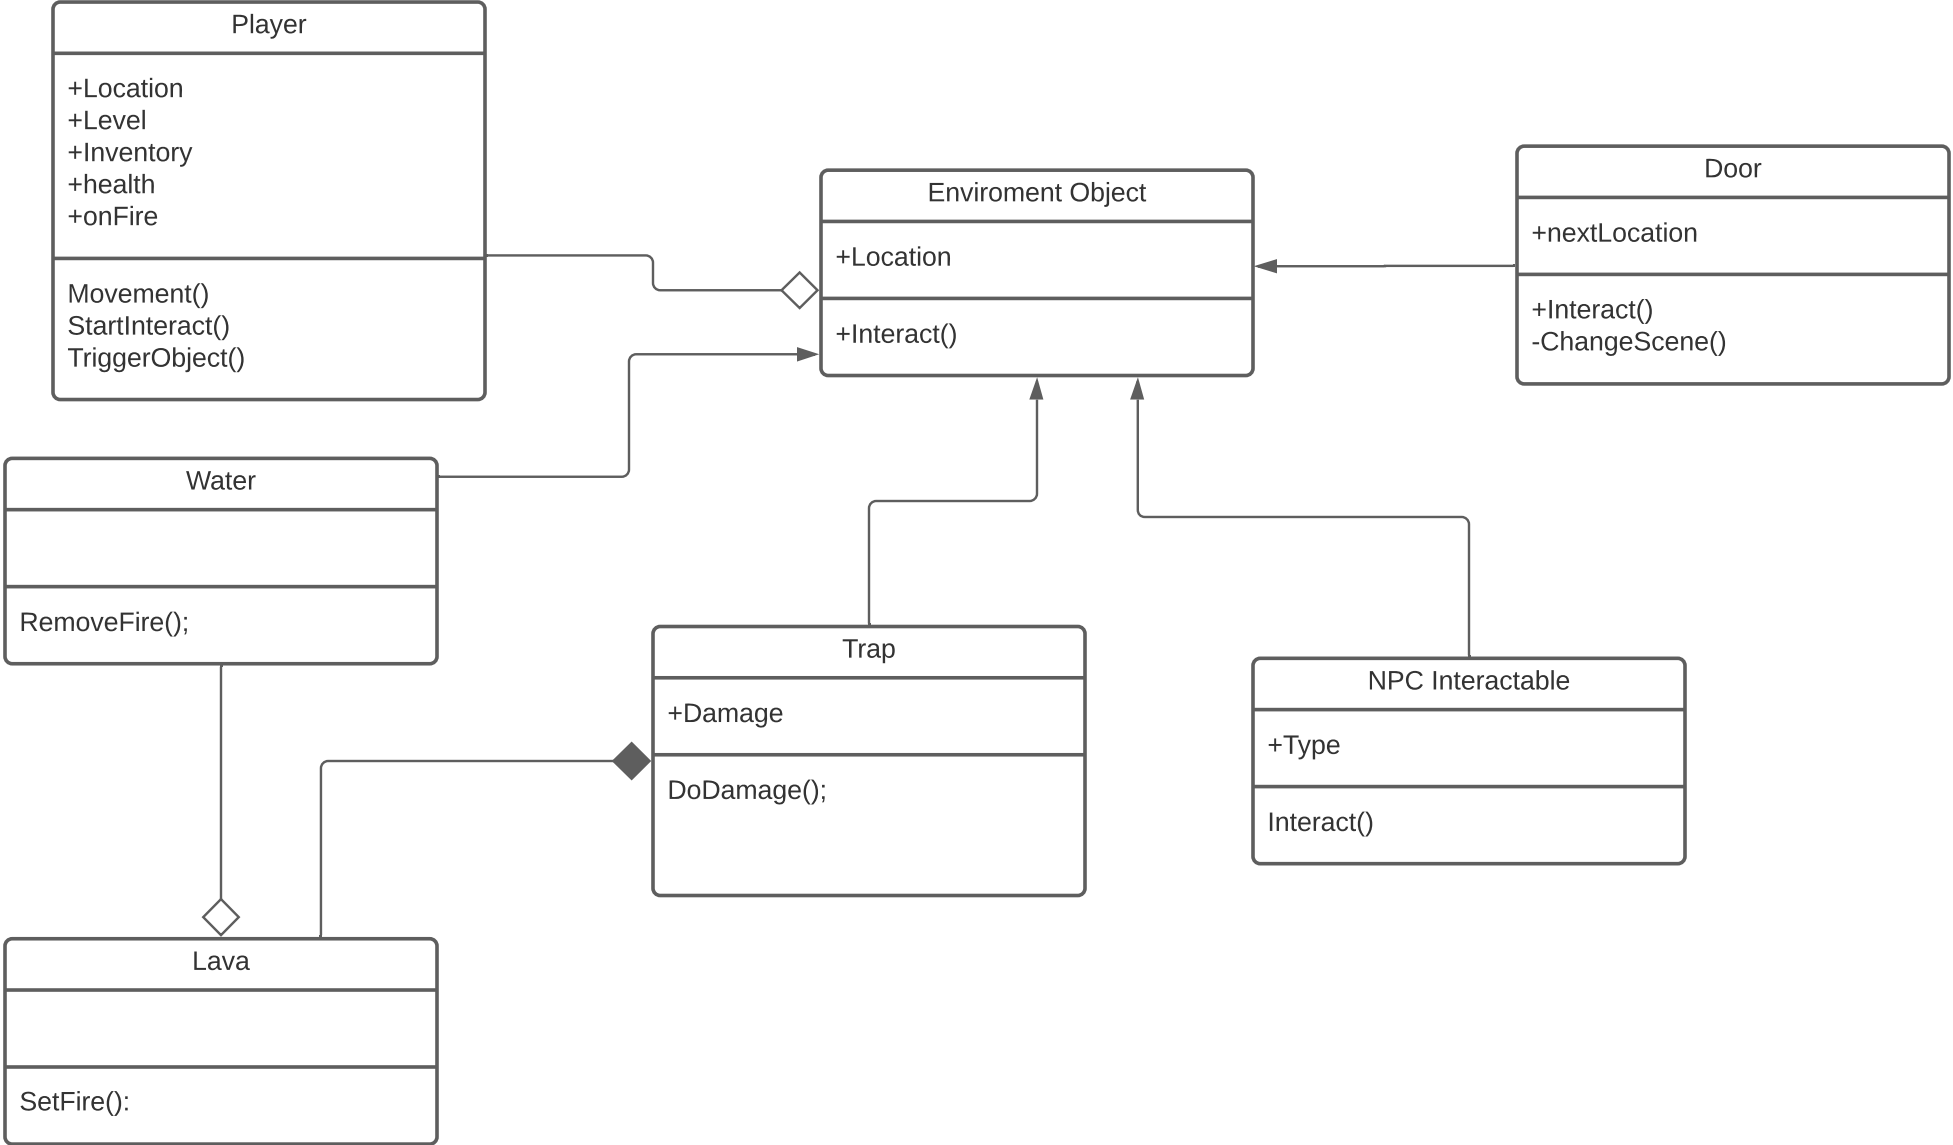 Player
+Location
+Level
+Inventory
+health
+onFire
Movement()
StartInteract()
TriggerObject()
Enviroment Object
+Location
+Interact()
Door
+nextLocation
+Interact()
-ChangeScene()
Water
RemoveFire();
Trap
+Damage
DoDamage();
NPC Interactable
+Type
Interact()
Lava
SetFire():